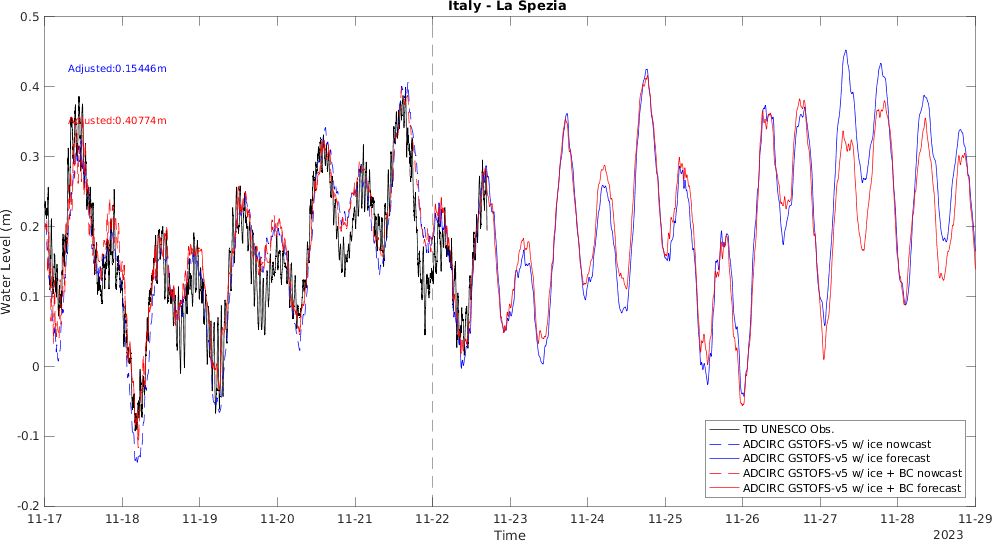 Italy - La Spezia
0.5
0.4
0.3
0.2
0.1
0
-0.1
-0.2
Water Level (m)
Adjusted:0.15446m
Adjusted:0.40774m
TD UNESCO Obs.
ADCIRC GSTOFS-v5 w/ ice nowcast
ADCIRC GSTOFS-v5 w/ ice forecast
ADCIRC GSTOFS-v5 w/ ice + BC nowcast
ADCIRC GSTOFS-v5 w/ ice + BC forecast
11-17 11-18 11-19 11-20 11-21 11-22 11-23 11-24 11-25 11-26 11-27 11-28 11-29
Time
2023